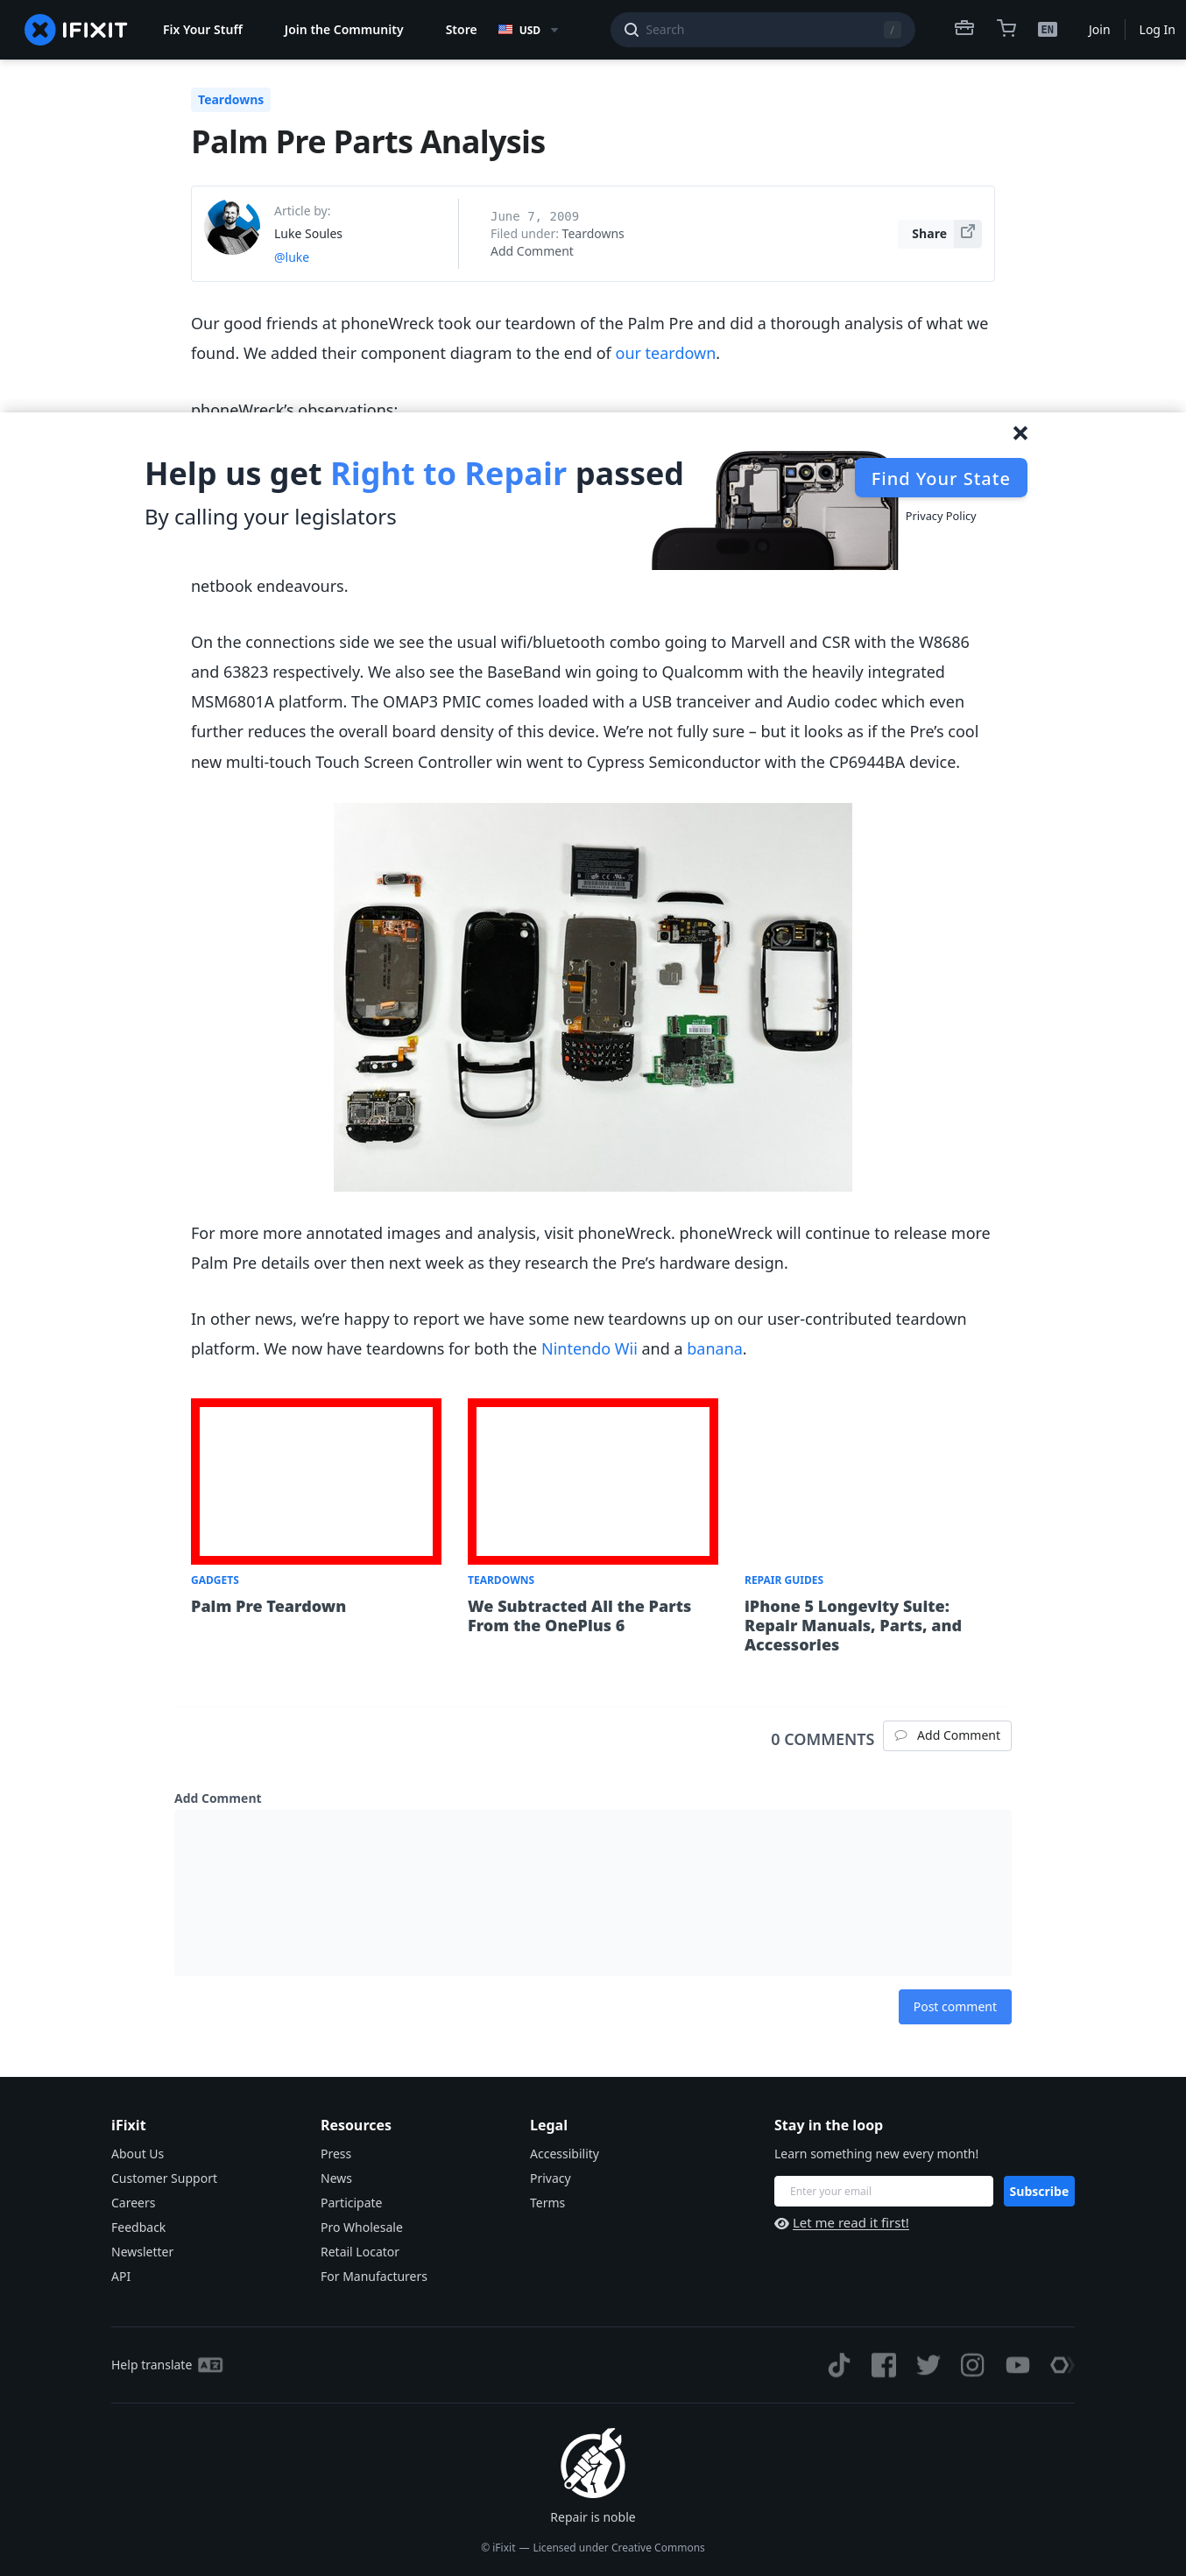 IFIXIT
Fix Your Stuff
Join the Community
Store
USD
Search
/
EN
Join
Log In
Teardowns
Palm Pre Parts Analysis
Article by:
Luke Soules
@luke
June 7, 2009
Filed under: Teardowns
Add Comment
Share
Our good friends at phoneWreck took our teardown of the Palm Pre and did a thorough analysis of what we
found. We added their component diagram to the end of our teardown.
phoneWreck's observations:
Help us get Right to Repair passed
By calling your legislators
Find Your State
Privacy Policy
netbook endeavours.
On the connections side we see the usual wifi/bluetooth combo going to Marvell and CSR with the W8686
and 63823 respectively. We also see the BaseBand win going to Qualcomm with the heavily integrated
MSM6801A platform. The OMAP3 PMIC comes loaded with a USB tranceiver and Audio codec which even
further reduces the overall board density of this device. We're not fully sure – but it looks as if the Pre's cool
new multi-touch Touch Screen Controller win went to Cypress Semiconductor with the CP6944BA device.
For more more annotated images and analysis, visit phoneWreck. phoneWreck will continue to release more
Palm Pre details over then next week as they research the Pre's hardware design.
In other news, we're happy to report we have some new teardowns up on our user-contributed teardown
platform. We now have teardowns for both the Nintendo Wii and a banana.
GADGETS
Palm Pre Teardown
TEARDOWNS
We Subtracted All the Parts
From the OnePlus 6
REPAIR GUIDES
iPhone 5 Longevity Suite:
Repair Manuals, Parts, and
Accessories
0 COMMENTS
Add Comment
Add Comment
Post comment
iFixit
About Us
Customer Support
Careers
Feedback
Newsletter
API
Resources
Press
News
Participate
Pro Wholesale
Retail Locator
For Manufacturers
Legal
Accessibility
Privacy
Terms
Stay in the loop
Learn something new every month!
Enter your email
Subscribe
Let me read it first!
Help translate
Repair is noble
© iFixit — Licensed under Creative Commons